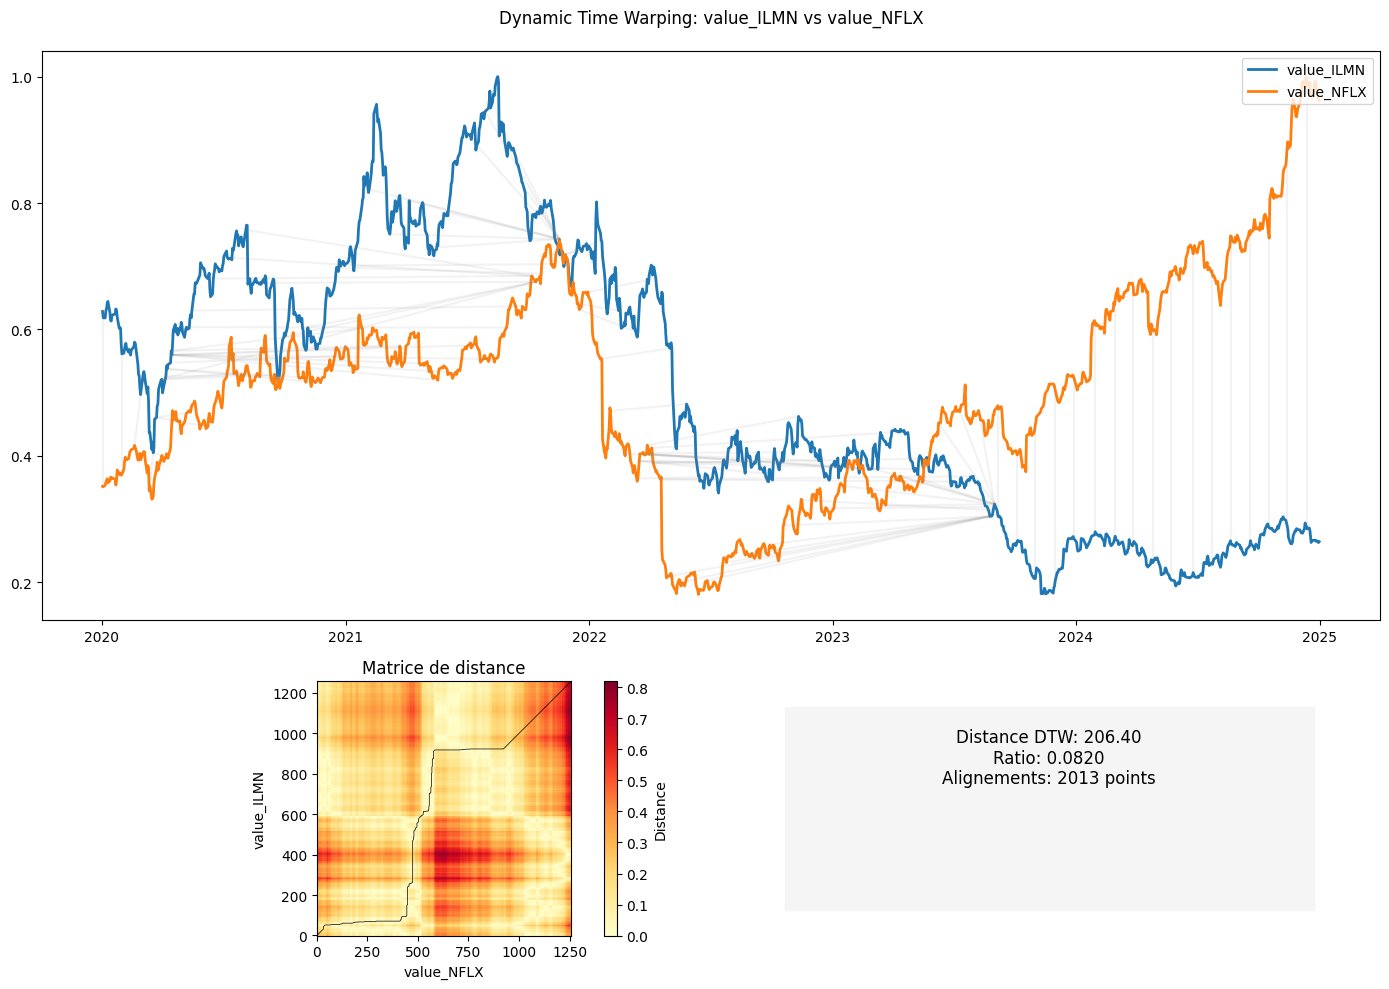 Dynamic Time Warping: value_ILMN vs value_NFLX
1.0
0.8
0.6
0.4
0.2
value_ILMN
value_NFLX
2020 2021 2022 2023 2024 2025
Matrice de distance
1200
1000
800
600
400
200
0
value_ILMN
0 250 500 750 1000 1250
value_NFLX
0.8
0.7
0.6
0.5
0.4
0.3
0.2
0.1
0.0
Distance
Distance DTW: 206.40
Ratio: 0.0820
Alignements: 2013 points